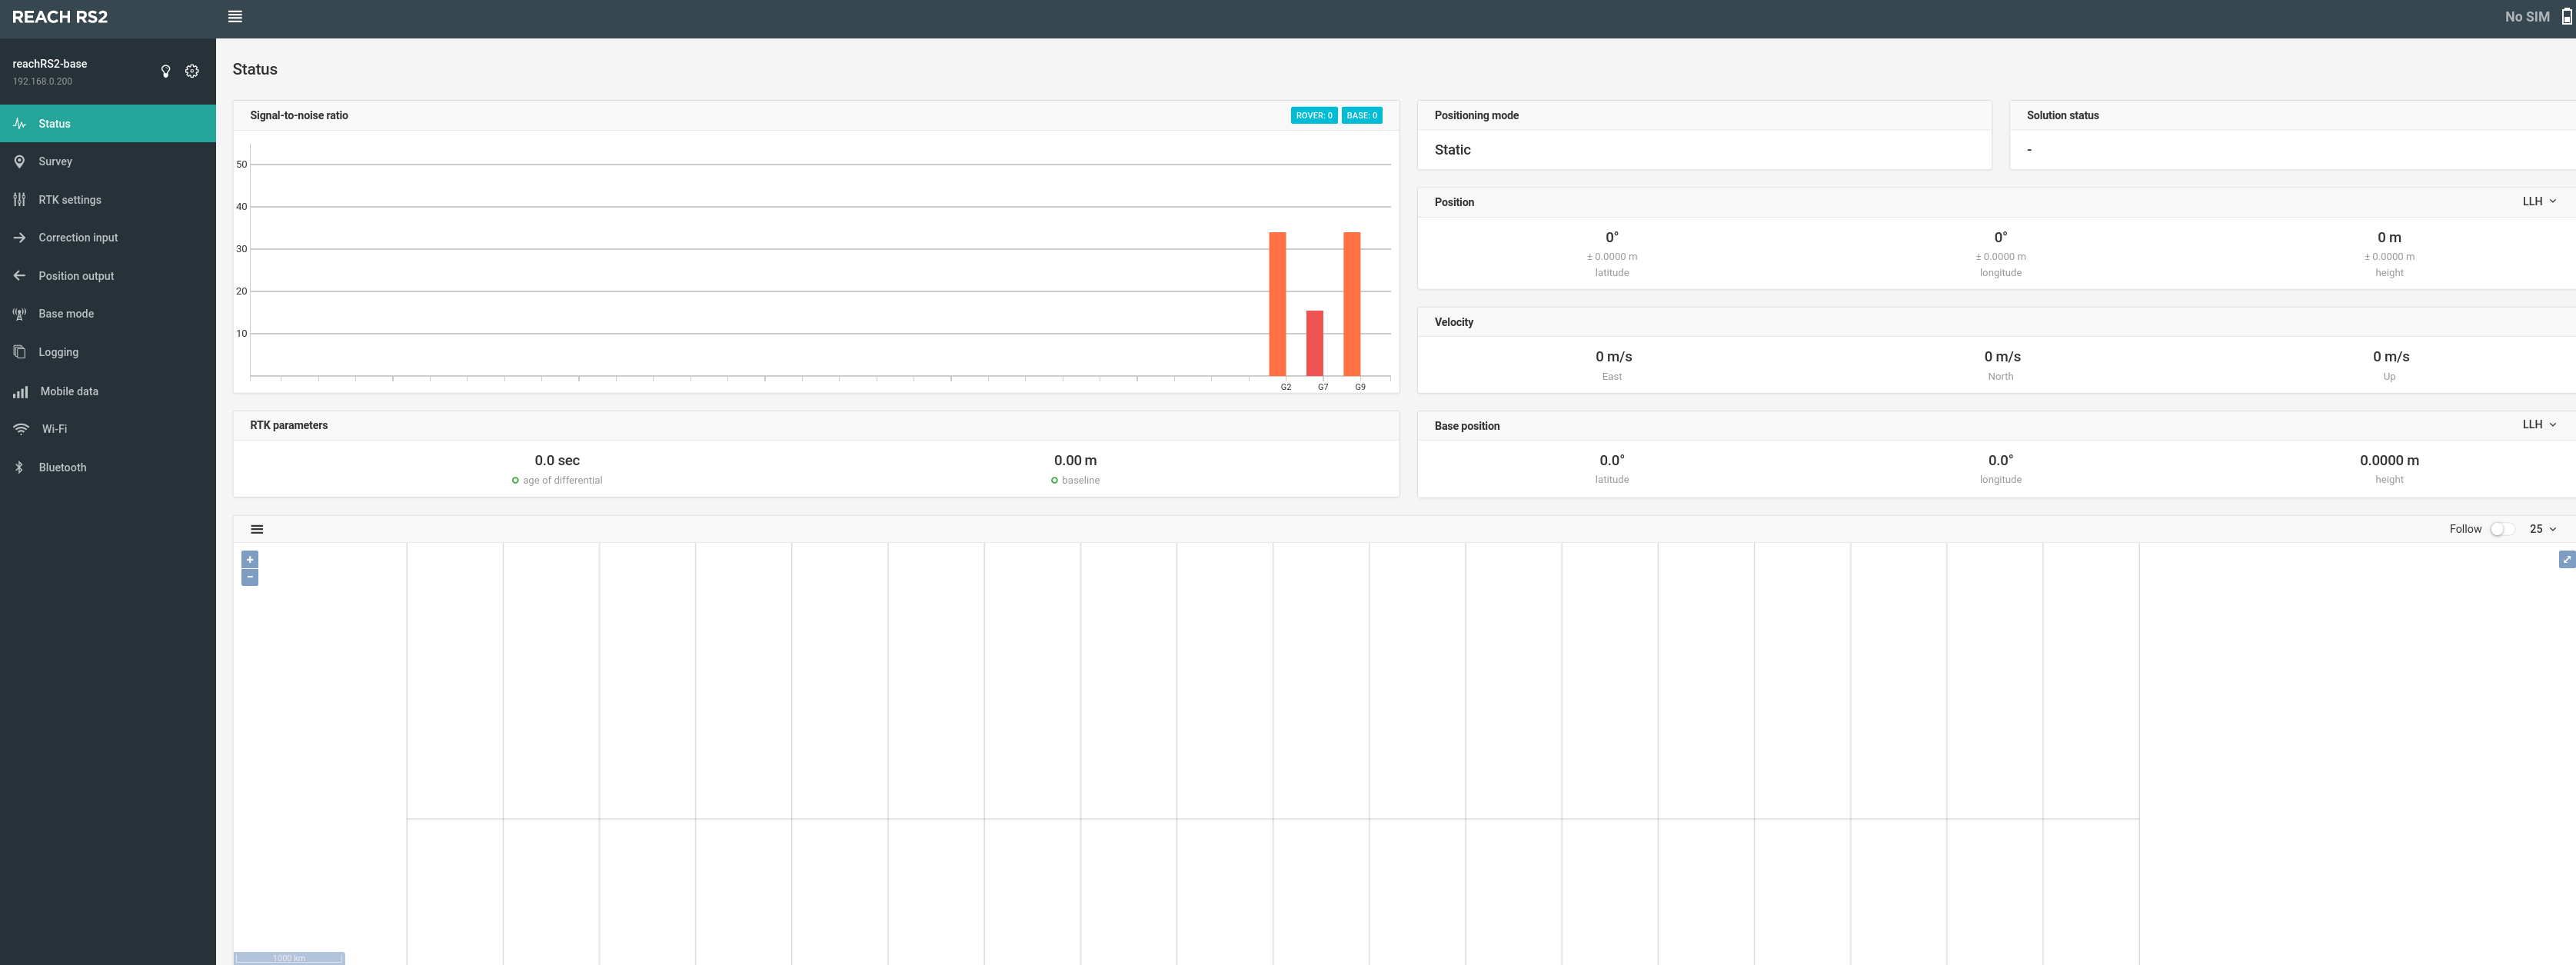 REACH RS2
No SIM
reachRS2-base
192.168.0.200
Status
Survey
RTK settings
Correction input
Position output
Base mode
Logging
Mobile data
Wi-Fi
Bluetooth
Status
Signal-to-noise ratio
ROVER: 0
BASE: 0
50
40
30
20
10
G2
G7
G9
Positioning mode
Static
Solution status
-
Position
LLH
0°
± 0.0000 m
latitude
0°
± 0.0000 m
longitude
0 m
± 0.0000 m
height
Velocity
0 m/s
East
0 m/s
North
0 m/s
Up
RTK parameters
0.0 sec
age of differential
0.00 m
baseline
Base position
LLH
0.0°
latitude
0.0°
longitude
0.0000 m
height
Follow
25
+
−
1000 km